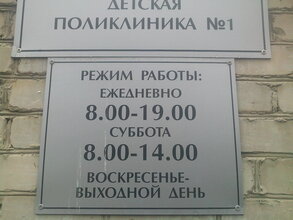 ДЕТСКАЯ
ПОЛИКЛИНИКА №1
РЕЖИМ РАБОТЫ:
ЕЖЕДНЕВНО
8.00-19.00
СУББОТА
8.00-14.00
ВОСКРЕСЕНЬЕ-
ВЫХОДНОЙ ДЕНЬ